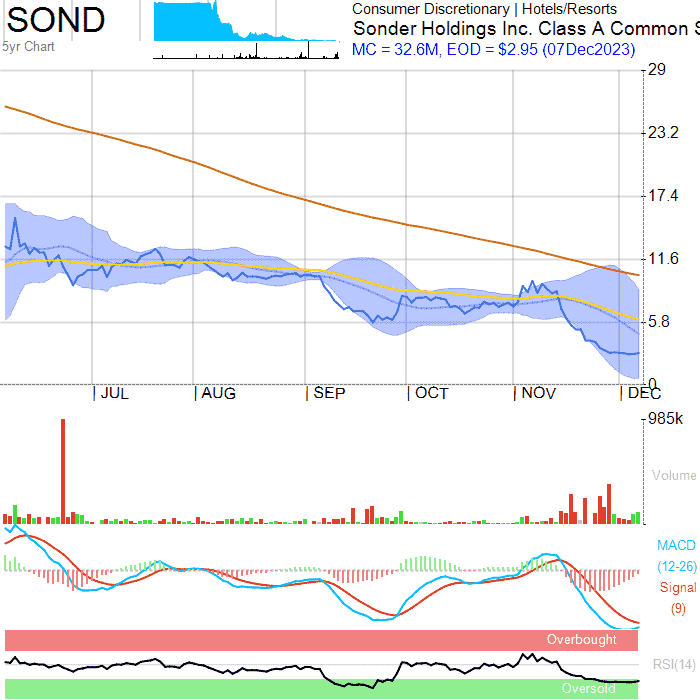 SOND
5yr Chart
Consumer Discretionary | Hotels/Resorts
Sonder Holdings Inc. Class A Common S
MC = 32.6M, EOD = $2.95 (07Dec2023)
29
23.2
17.4
11.6
5.8
0
JUL AUG SEP OCT NOV DEC
985k
Volume
MACD
(12-26)
Signal
(9)
Overbought
RSI(14)
Oversold